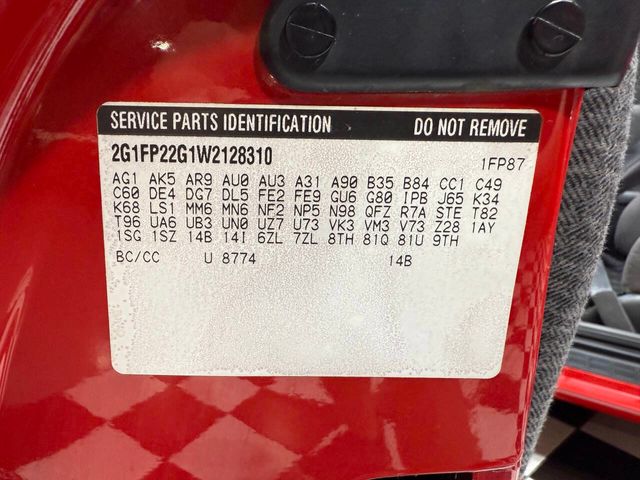 SERVICE PARTS IDENTIFICATION DO NOT REMOVE
2G1FP22G1W2128310 1FP87
AG1 AK5 AR9 AU0 AU3 A31 A90 B35 B84 CC1 C49
C60 DE4 DG7 DL5 FE2 FE9 GU6 G80 IPB J65 K34
K68 LS1 MM6 MN6 NF2 NP5 N98 QFZ R7A STE T82
T96 UA6 UB3 UN0 UZ7 U73 VK3 VM3 V73 Z28 1AY
1SG 1SZ 14B 14I 6ZL 7ZL 8TH 81Q 81U 9TH
BC/CC U 8774 14B